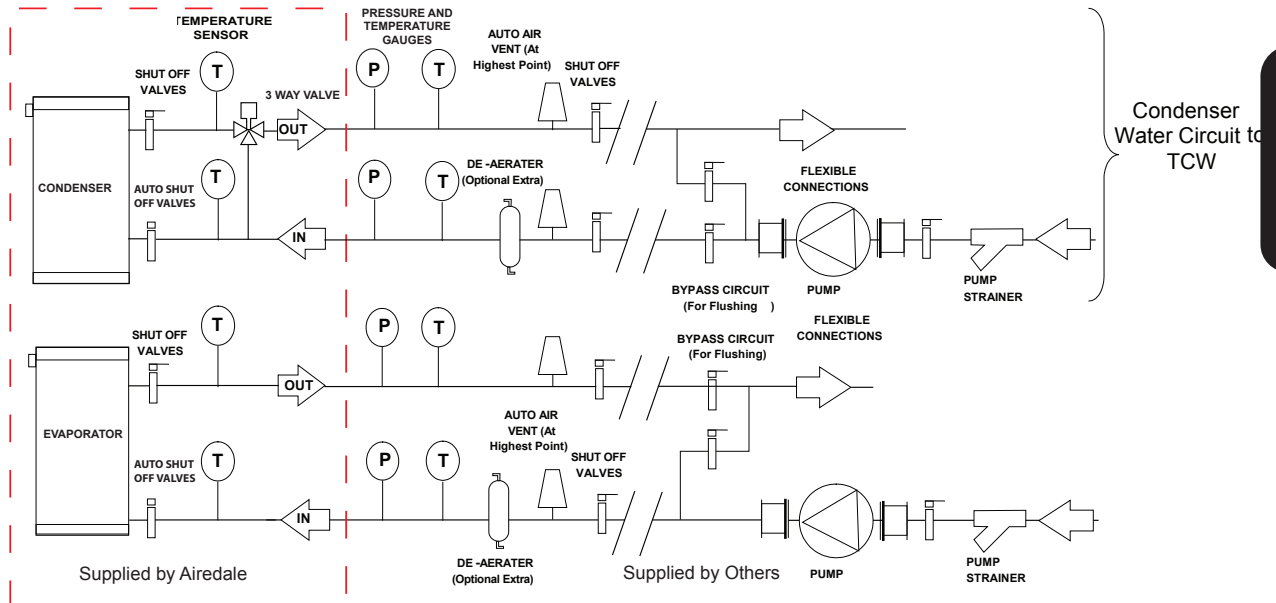 TEMPERATURE
SENSOR
PRESSURE AND
TEMPERATURE
GAUGES
AUTO AIR
VENT (At
Highest Point)
SHUT OFF
VALVES
SHUT OFF
VALVES
T
P
T
3 WAY VALVE
OUT
CONDENSER
AUTO SHUT
OFF VALVES
T
P
T
DE -AERATER
(Optional Extra)
FLEXIBLE
CONNECTIONS
IN
BYPASS CIRCUIT
(For Flushing )
PUMP
PUMP
STRAINER
Condenser
Water Circuit to
TCW
SHUT OFF
VALVES
T
P
T
BYPASS CIRCUIT
(For Flushing)
FLEXIBLE
CONNECTIONS
OUT
EVAPORATOR
AUTO SHUT
OFF VALVES
T
P
T
AUTO AIR
VENT (At
Highest Point)
SHUT OFF
VALVES
IN
DE -AERATER
(Optional Extra)
PUMP
PUMP
STRAINER
Supplied by Airedale
Supplied by Others